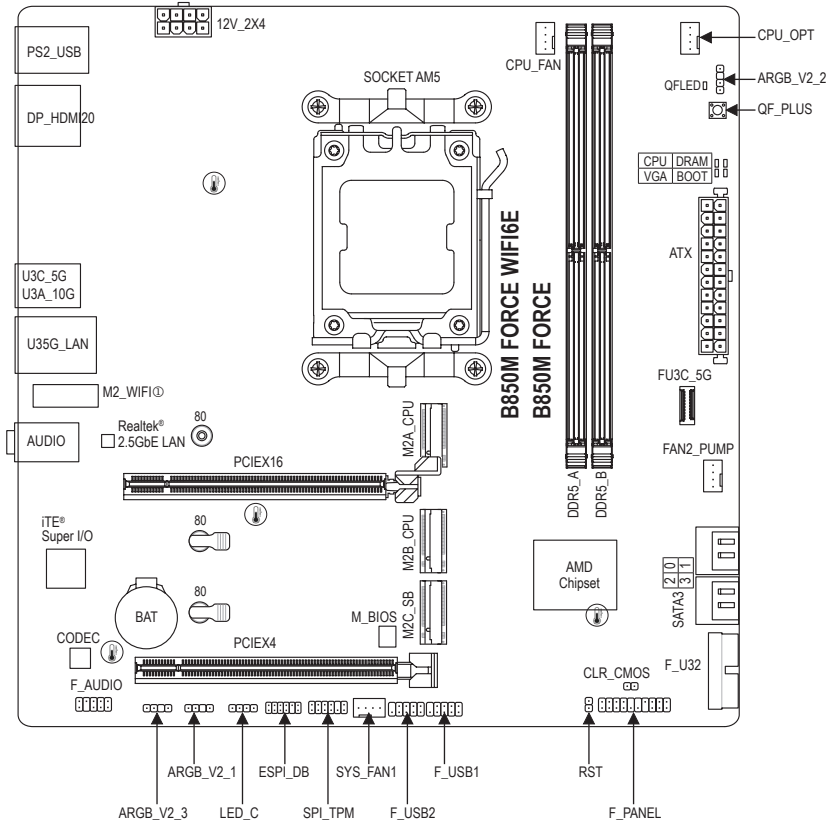 12V_2X4
PS2_USB
CPU_OPT
CPU_FAN
SOCKET AM5
ARGB_V2_2
QFLED
DP_HDMI20
QF_PLUS
CPU DRAM
VGA BOOT
ATX
B850M FORCE WIFI6E
B850M FORCE
U3C_5G
U3A_10G
U35G_LAN
FU3C_5G
M2_WIFI①
Realtek®
2.5GbE LAN
80
M2A_CPU
AUDIO
FAN2_PUMP
PCIEX16
DDR5_A
DDR5_B
iTE®
Super I/O
80
M2B_CPU
AMD
Chipset
2 0
3 1
SATA3
80
BAT
M_BIOS
M2C_SB
CODEC
PCIEX4
F_U32
CLR_CMOS
F_AUDIO
ARGB_V2_1
ESPI_DB
SYS_FAN1
F_USB1
RST
ARGB_V2_3
LED_C
SPI_TPM
F_USB2
F_PANEL